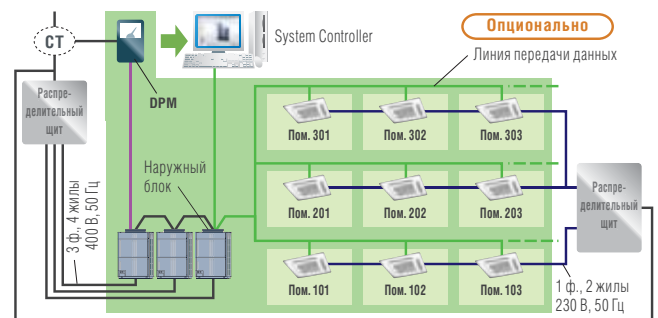 Опционально
CT
System Controller
Линия передачи данных
DPM
Распре-
делительный
щит
Пом. 301
Пом. 302
Пом. 303
Наружный
блок
3 ф., 4 жилы
400 В, 50 Гц
Пом. 201
Пом. 202
Пом. 203
Распре-
делительный
щит
Пом. 101
Пом. 102
Пом. 103
1 ф., 2 жилы
230 В, 50 Гц